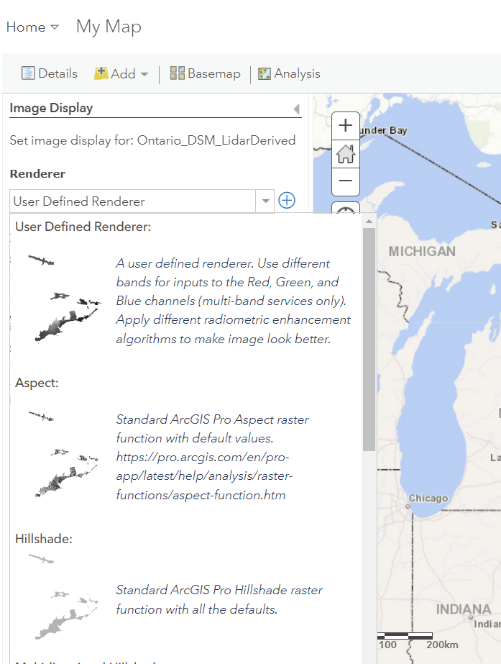 Home My Map
Details Add Basemap Analysis
Image Display
Set image display for: Ontario_DSM_LidarDerived
Renderer
User Defined Renderer
User Defined Renderer:
A user defined renderer. Use different
bands for inputs to the Red, Green, and
Blue channels (multi-band services only).
Apply different radiometric enhancement
algorithms to make image look better.
Aspect:
Standard ArcGIS Pro Aspect raster
function with default values.
https://pro.arcgis.com/en/pro-
app/latest/help/analysis/raster-
functions/aspect-function.htm
Hillshade:
Standard ArcGIS Pro Hillshade raster
function with all the defaults.
under Bay
MICHIGAN
Chicago
INDIANA
India
100 200km